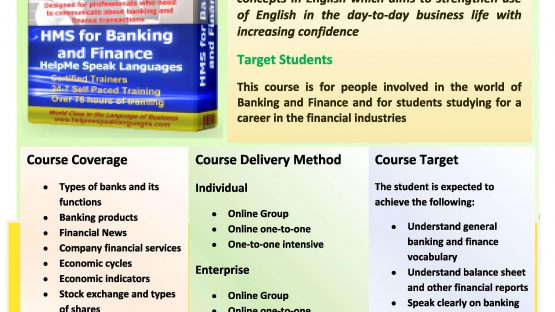 Designed for professionals who need
to communicate about banking and
finance transactions
HMS for Banking
and Finance
HelpMe Speak Languages
Certified Trainers
24-7 Self Paced Training
Over 75 hours of training
World Class in the Language of Business
www.helpmespeaklanguages.com
HMS for Ban
and Finan
concepts in English which aims to strengthen use
of English in the day-to-day business life with
increasing confidence
Target Students
This course is for people involved in the world of
Banking and Finance and for students studying for a
career in the financial industries
Course Coverage
• Types of banks and its
functions
• Banking products
• Financial News
• Company financial services
• Economic cycles
• Economic indicators
• Stock exchange and types
of shares
Course Delivery Method
Individual
• Online Group
• Online one-to-one
• One-to-one intensive
Enterprise
• Online Group
• Online one-to-one
Course Target
The student is expected to
achieve the following:
• Understand general
banking and finance
vocabulary
• Understand balance sheet
and other financial reports
• Speak clearly on banking